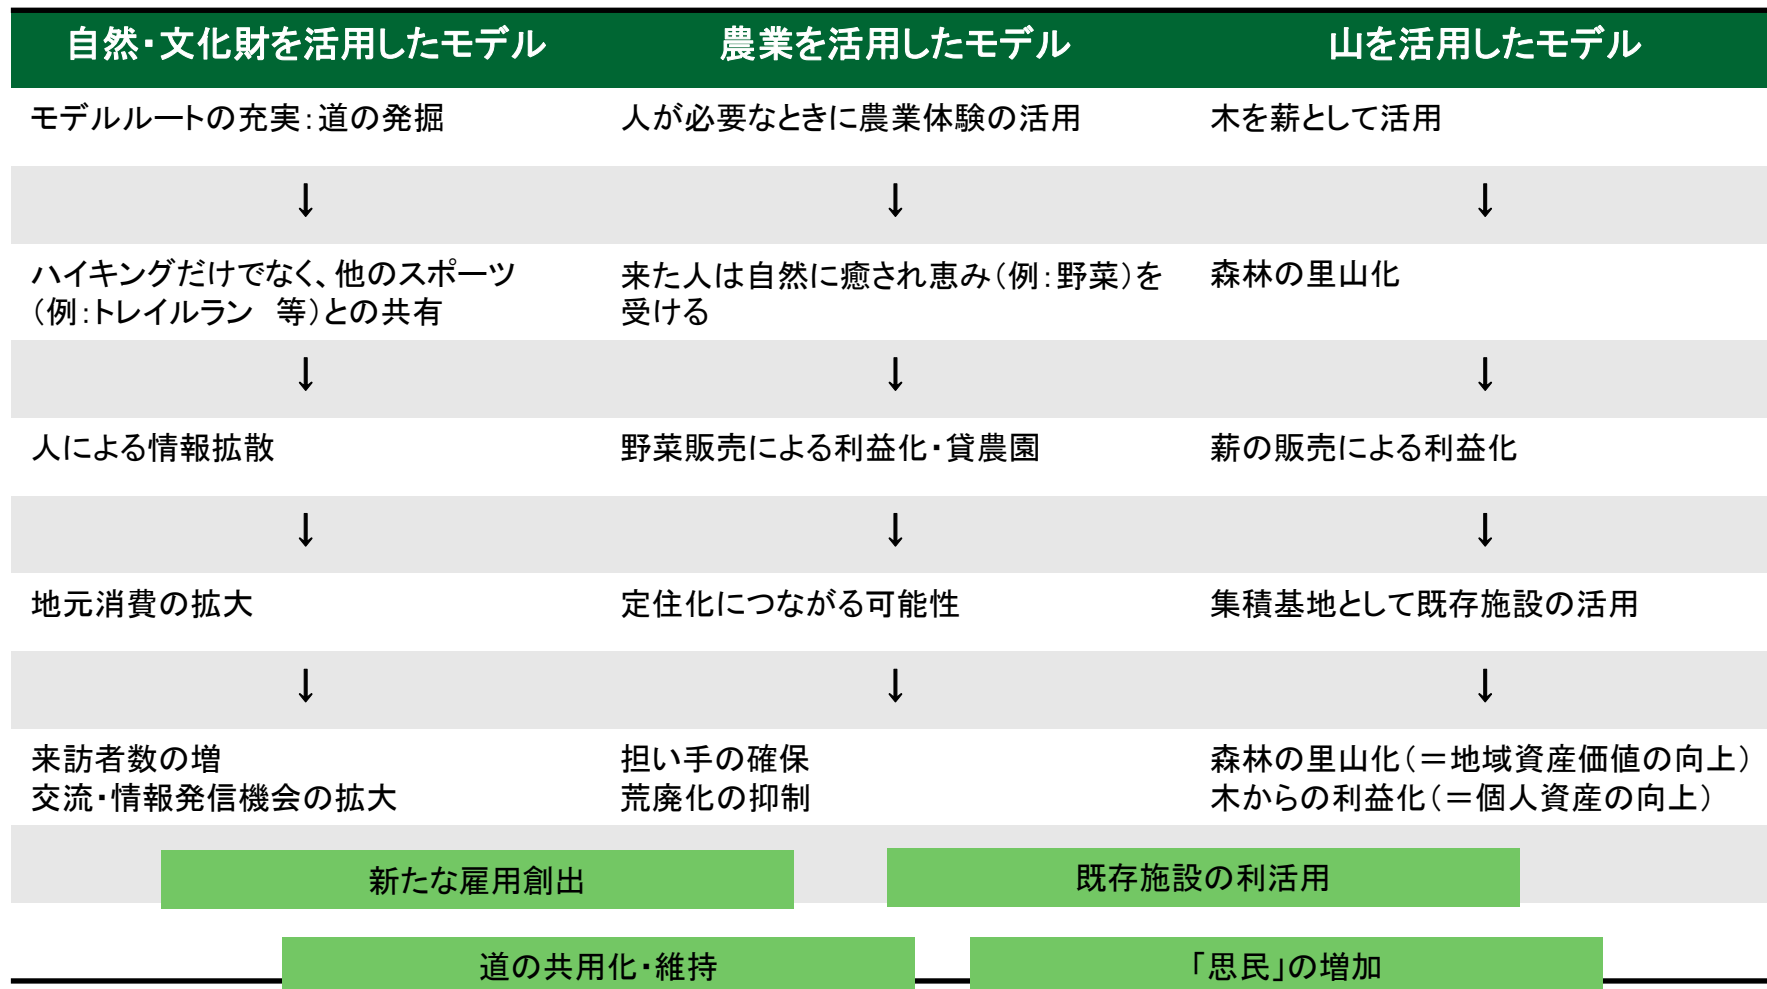 自然・文化財を活用したモデル 農業を活用したモデル 山を活用したモデル
モデルルートの充実：道の発掘 人が必要なときに農業体験の活用 木を薪として活用
↓ ↓ ↓
ハイキングだけでなく、他のスポーツ 来た人は自然に癒され恵み（例：野菜）を 森林の里山化
（例：トレイルラン　等）との共有 受ける
↓ ↓ ↓
人による情報拡散 野菜販売による利益化・貸農園 薪の販売による利益化
↓ ↓ ↓
地元消費の拡大 定住化につながる可能性 集積基地として既存施設の活用
↓ ↓ ↓
来訪者数の増 担い手の確保 森林の里山化（＝地域資産価値の向上）
交流・情報発信機会の拡大 荒廃化の抑制 木からの利益化（＝個人資産の向上）
新たな雇用創出 既存施設の利活用
道の共用化・維持 「思民」の増加